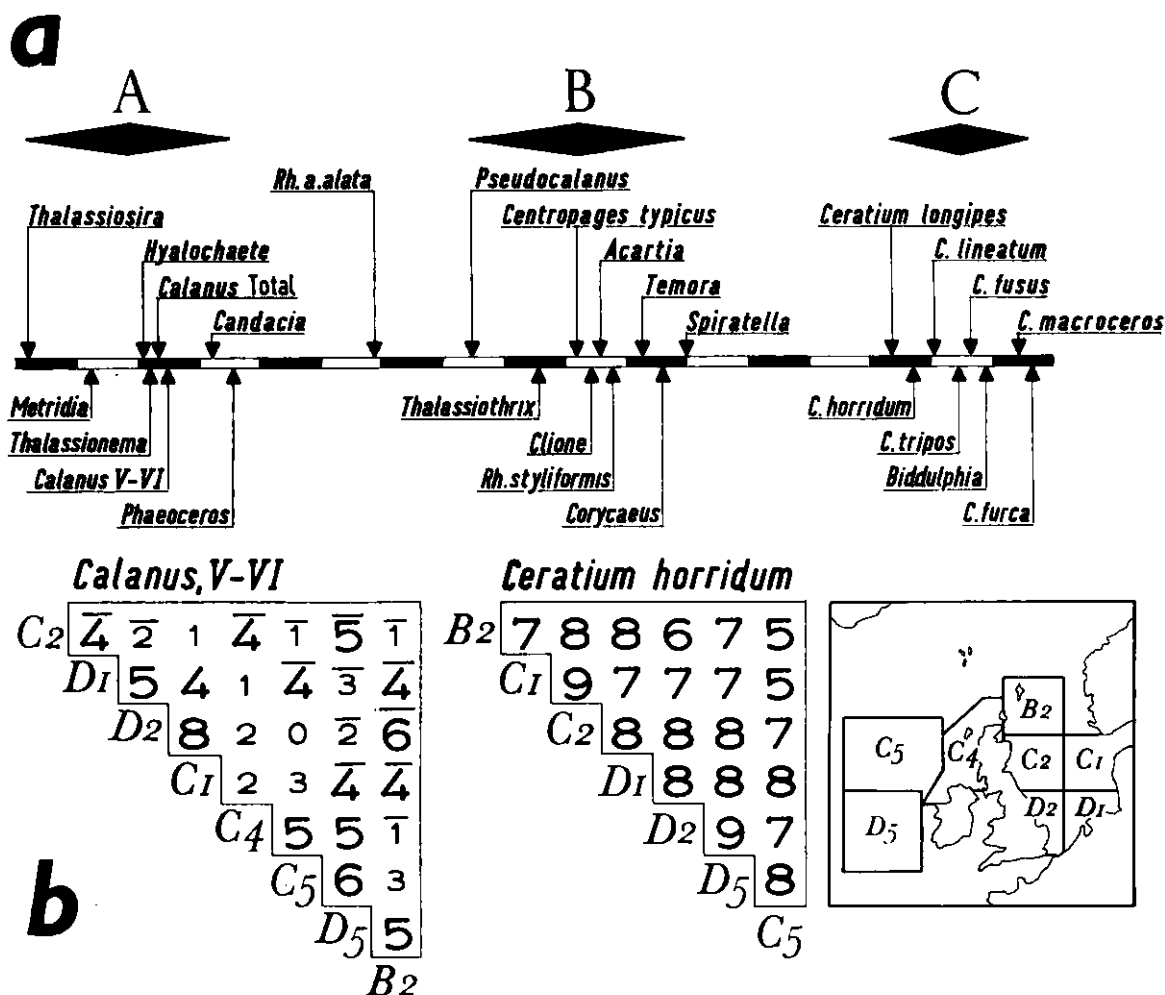 a
A B C
Rh. a. alata Pseudocalanus
Thalassiosira Centropages typicus Ceratium longipes
Hyalochaete Acartia C. lineatum
Calanus Total Temora C. fusus
Candacia Spiratella C. macroceros
Metridia Thalassiothrix C. horridum
Thalassionema Clione C. tripos
Calanus V-VI Rh. styliformis Biddulphia
Phaeoceros Corycaeus C. furca
b
Calanus, V-VI
C2 4̅ 2̅ 1 4̅ 1̅ 5̅ 1̅
D1 5 4 1 4̅ 3̅ 4̅
D2 8 2 0 2̅ 6̅
C1 2 3 4̅ 4̅
C4 5 5 1̅
C5 6 3
D5 5
B2
Ceratium horridum
B2 7 8 8 6 7 5
C1 9 7 7 7 5
C2 8 8 8 7
D1 8 8 8
D2 9 7
D5 8
C5
B2
C5 C4 C2 C1
D5 D2 D1